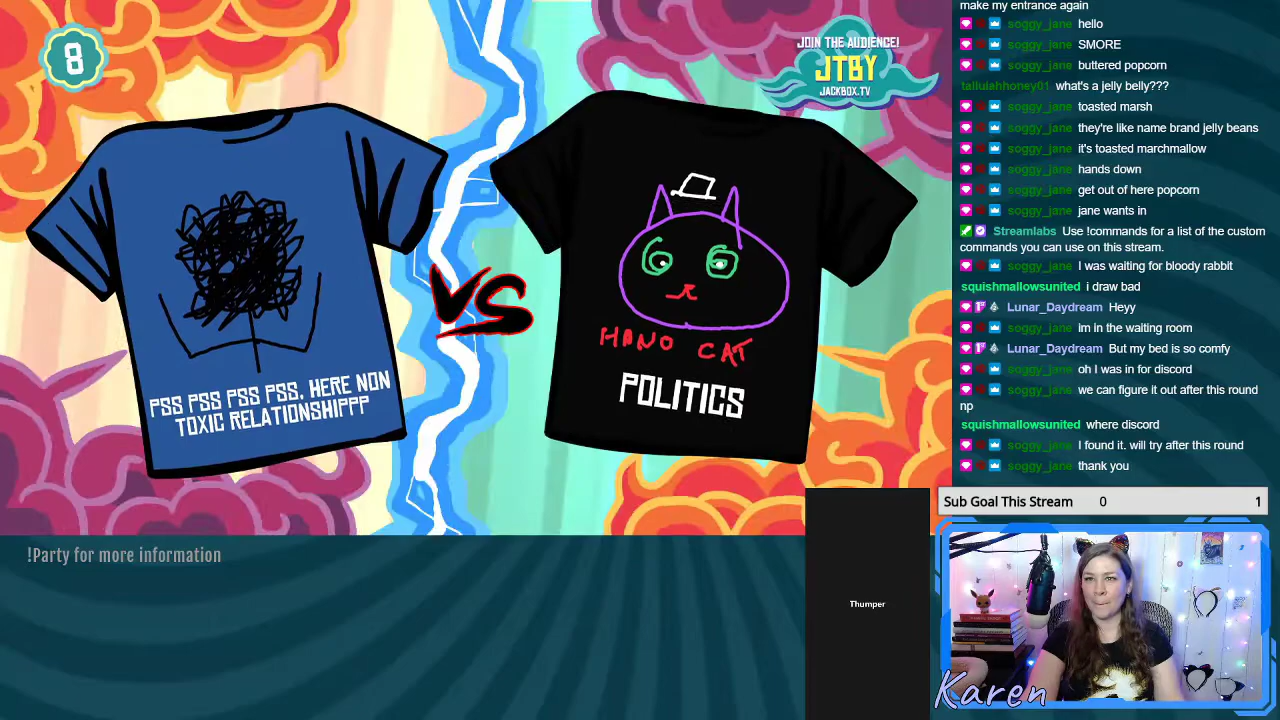 8
JOIN THE AUDIENCE!
JTBY
JACKBOX.TV
PSS PSS PSS PSS, HERE NON
TOXIC RELATIONSHIPPP
VS
HANO CAT
POLITICS
make my entrance again
soggy_jane hello
soggy_jane SMORE
soggy_jane buttered popcorn
tallulahhoney01 what's a jelly belly???
soggy_jane toasted marsh
soggy_jane they're like name brand jelly beans
soggy_jane it's toasted marchmallow
soggy_jane hands down
soggy_jane get out of here popcorn
soggy_jane jane wants in
Streamlabs Use !commands for a list of the custom
commands you can use on this stream.
soggy_jane I was waiting for bloody rabbit
squishmallowsunited i draw bad
Lunar_Daydream Heyy
soggy_jane im in the waiting room
Lunar_Daydream But my bed is so comfy
soggy_jane oh I was in for discord
soggy_jane we can figure it out after this round
np
squishmallowsunited where discord
soggy_jane I found it. will try after this round
soggy_jane thank you
Sub Goal This Stream 0 1
!Party for more information
Thumper
Karen